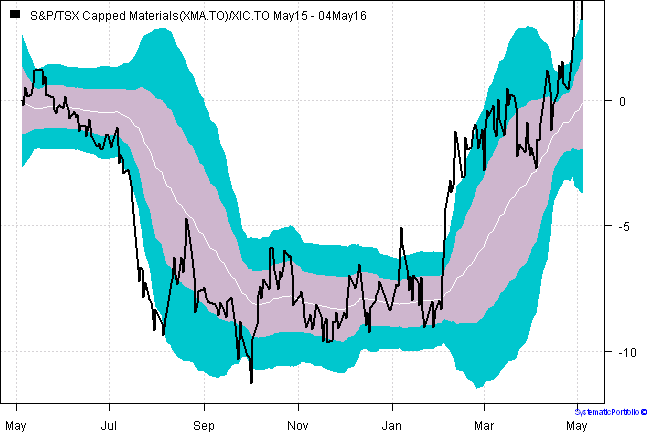 S&P/TSX Capped Materials(XMA.TO)/XIC.TO May15 - 04May16
0
-5
-10
May Jul Sep Nov Jan Mar May
SystematicPortfolio ©